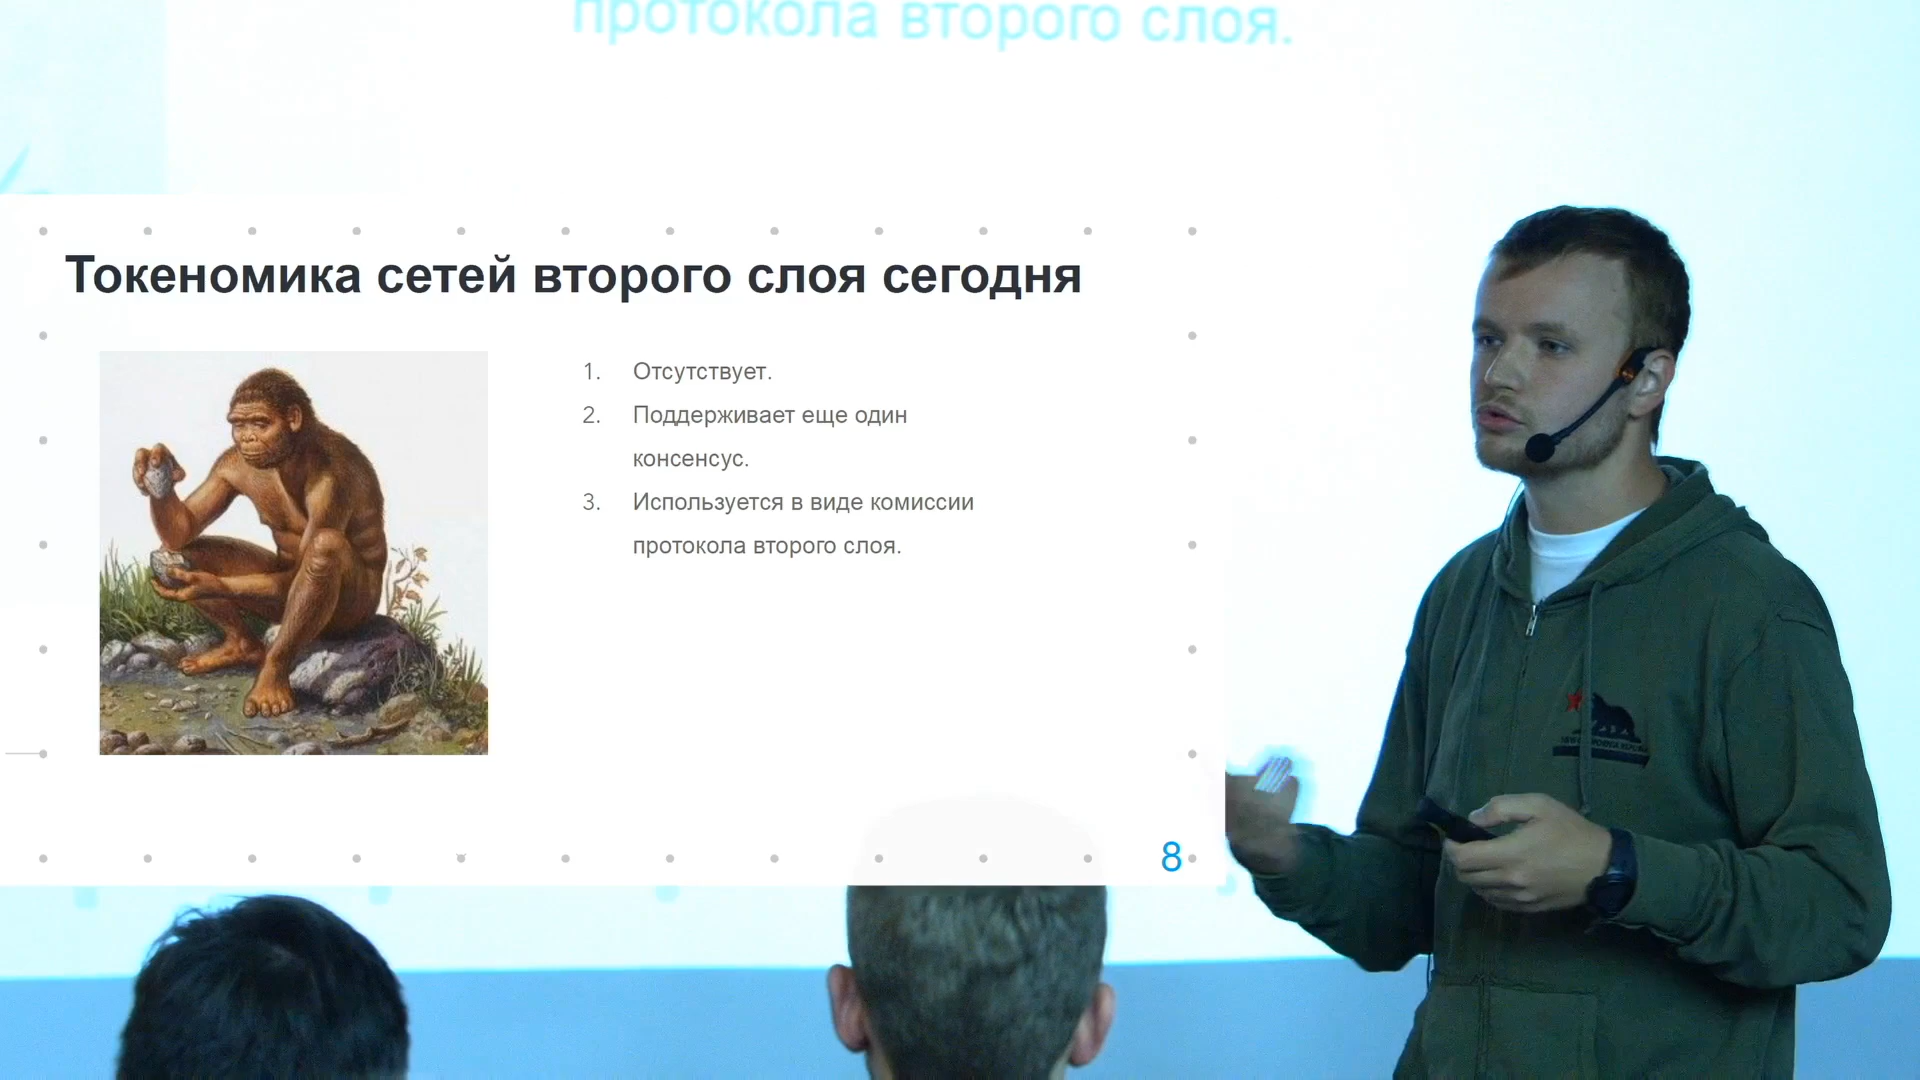 протокола второго слоя.
Токеномика сетей второго слоя сегодня
1. Отсутствует.
2. Поддерживает еще один
консенсус.
3. Используется в виде комиссии
протокола второго слоя.
8